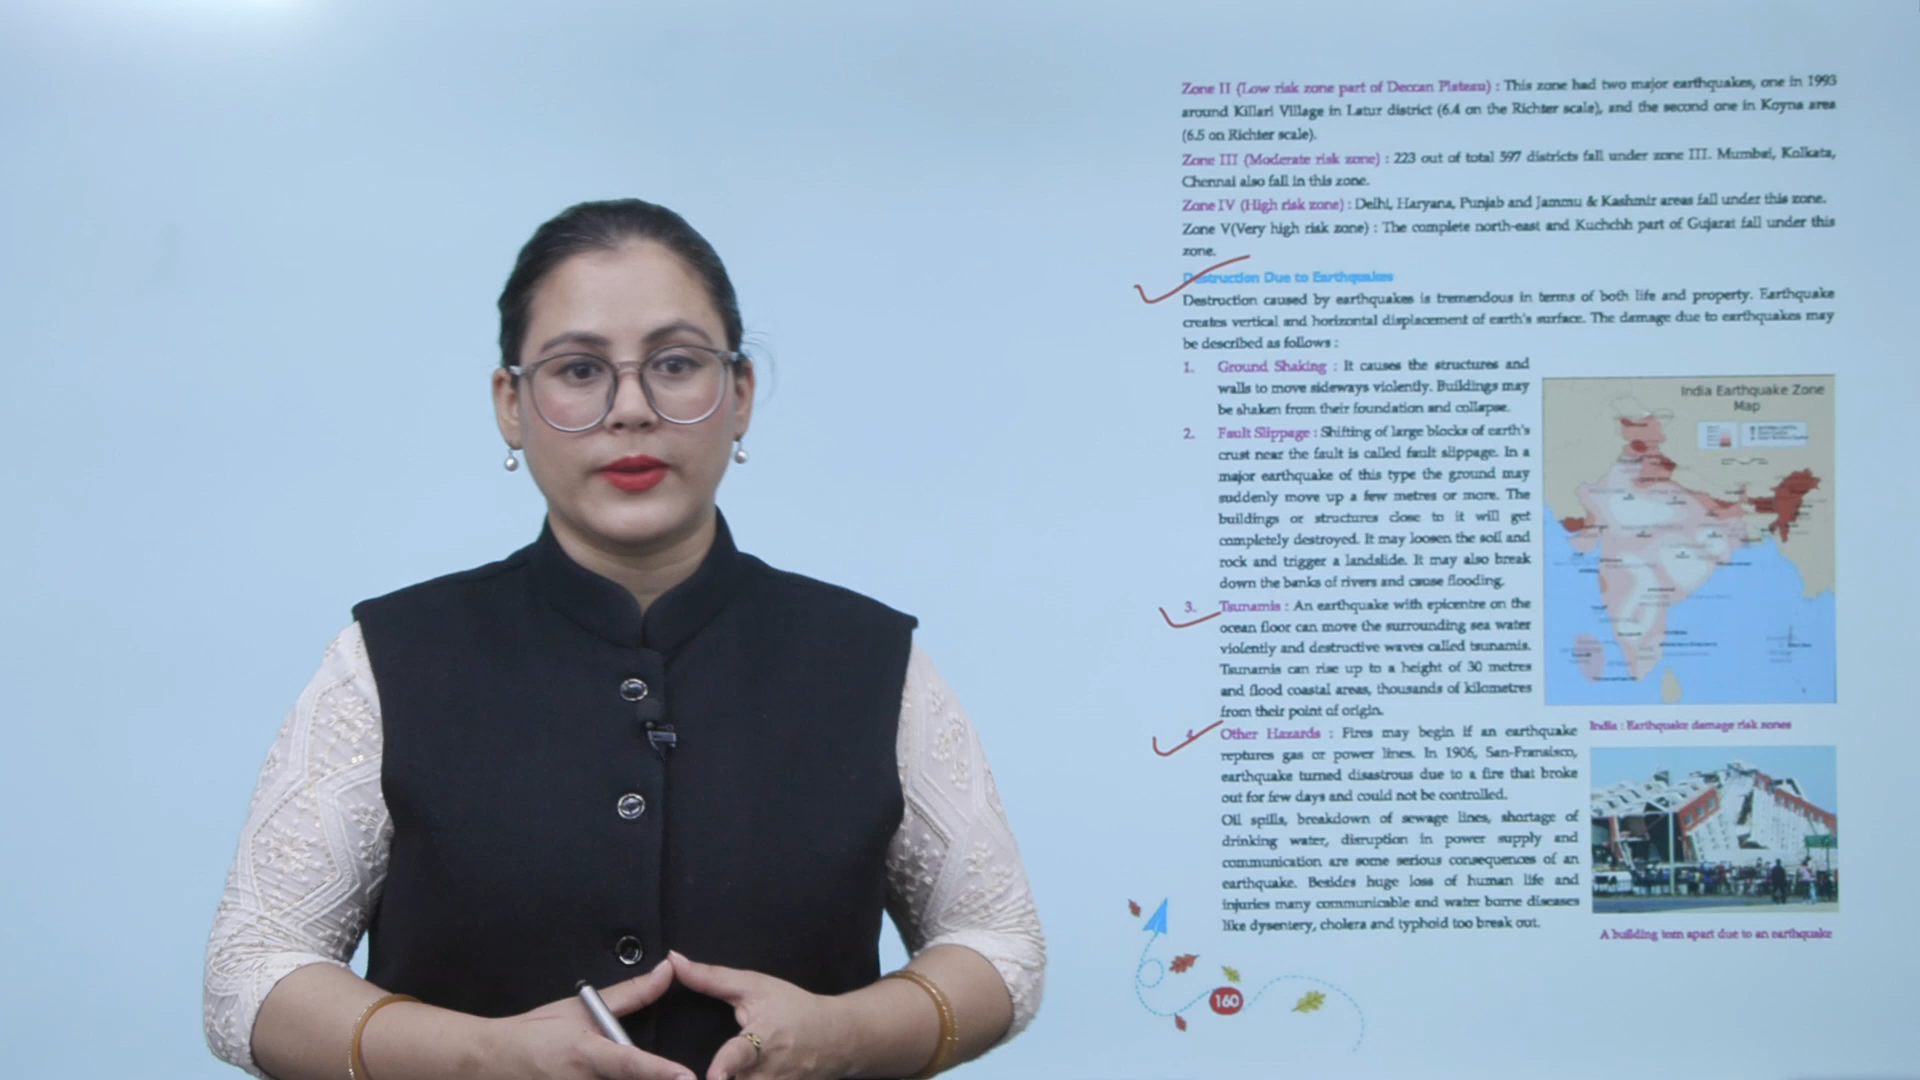 Zone II (Low risk zone part of Deccan Plateau) : This zone had two major earthquakes, one in 1993
around Killari Village in Latur district (6.4 on the Richter scale), and the second one in Koyna area
(6.5 on Richter scale).
Zone III (Moderate risk zone) : 223 out of total 597 districts fall under zone III. Mumbai, Kolkata,
Chennai also fall in this zone.
Zone IV (High risk zone) : Delhi, Haryana, Punjab and Jammu & Kashmir areas fall under this zone.
Zone V(Very high risk zone) : The complete north-east and Kuchchh part of Gujarat fall under this
zone.
Destruction Due to Earthquakes
Destruction caused by earthquakes is tremendous in terms of both life and property. Earthquake
creates vertical and horizontal displacement of earth's surface. The damage due to earthquakes may
be described as follows :
1. Ground Shaking : It causes the structures and
walls to move sideways violently. Buildings may
be shaken from their foundation and collapse.
2. Fault Slippage : Shifting of large blocks of earth's
crust near the fault is called fault slippage. In a
major earthquake of this type the ground may
suddenly move up a few metres or more. The
buildings or structures close to it will get
completely destroyed. It may loosen the soil and
rock and trigger a landslide. It may also break
down the banks of rivers and cause flooding.
3. Tsunamis : An earthquake with epicentre on the
ocean floor can move the surrounding sea water
violently and destructive waves called tsunamis.
Tsunamis can rise up to a height of 30 metres
and flood coastal areas, thousands of kilometres
from their point of origin.
4. Other Hazards : Fires may begin if an earthquake
reptures gas or power lines. In 1906, San-Fransisco,
earthquake turned disastrous due to a fire that broke
out for few days and could not be controlled.
Oil spills, breakdown of sewage lines, shortage of
drinking water, disruption in power supply and
communication are some serious consequences of an
earthquake. Besides huge loss of human life and
injuries many communicable and water borne diseases
like dysentery, cholera and typhoid too break out.
India Earthquake Zone
Map
India : Earthquake damage risk zones
A building torn apart due to an earthquake
160